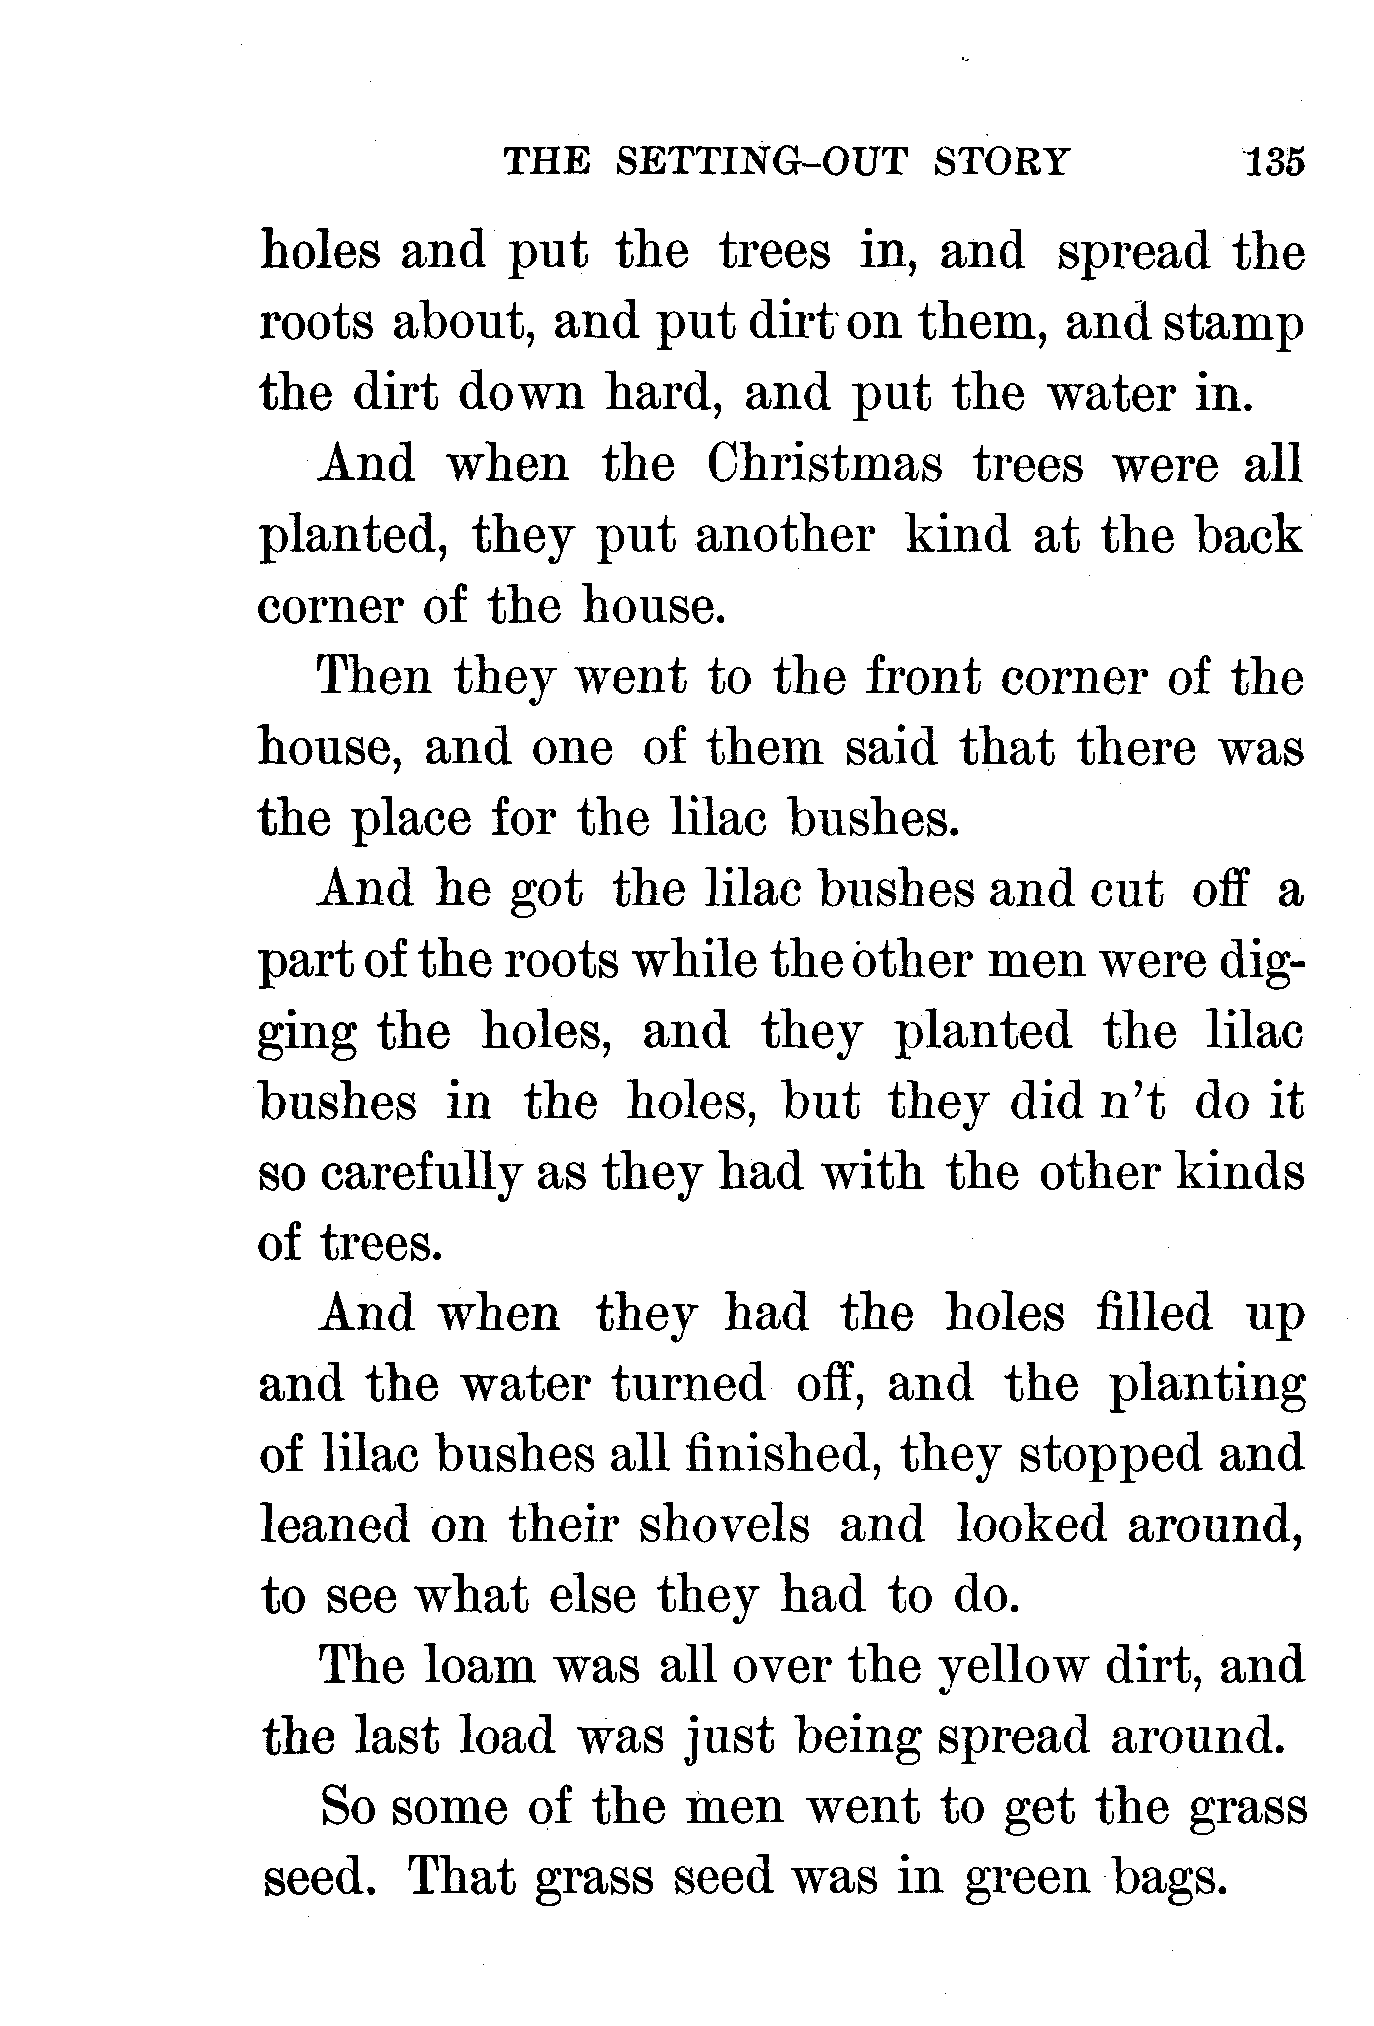 THE SETTING-OUT STORY 135
holes and put the trees in, and spread the
roots about, and put dirt on them, and stamp
the dirt down hard, and put the water in.
And when the Christmas trees were all
planted, they put another kind at the back
corner of the house.
Then they went to the front corner of the
house, and one of them said that there was
the place for the lilac bushes.
And he got the lilac bushes and cut off a
part of the roots while the other men were dig-
ging the holes, and they planted the lilac
bushes in the holes, but they did n't do it
so carefully as they had with the other kinds
of trees.
And when they had the holes filled up
and the water turned off, and the planting
of lilac bushes all finished, they stopped and
leaned on their shovels and looked around,
to see what else they had to do.
The loam was all over the yellow dirt, and
the last load was just being spread around.
So some of the men went to get the grass
seed. That grass seed was in green bags.